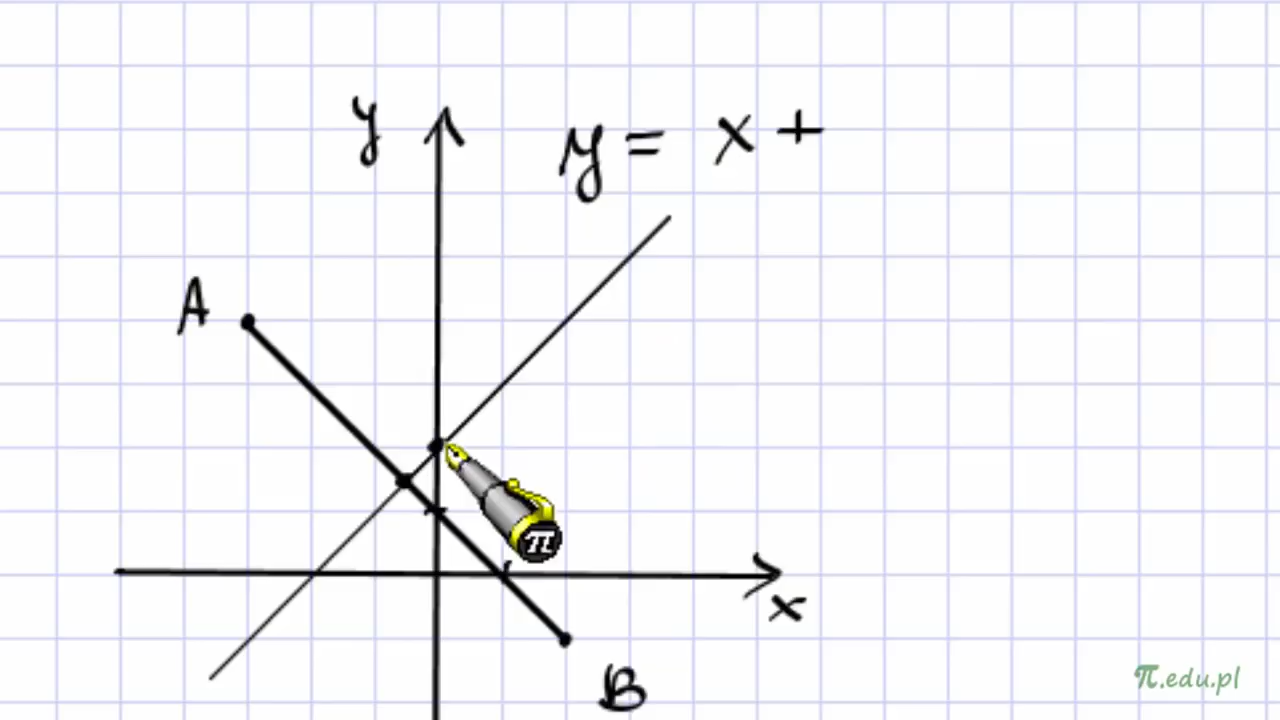 y
y = x +
A
π
x
B
π.edu.pl